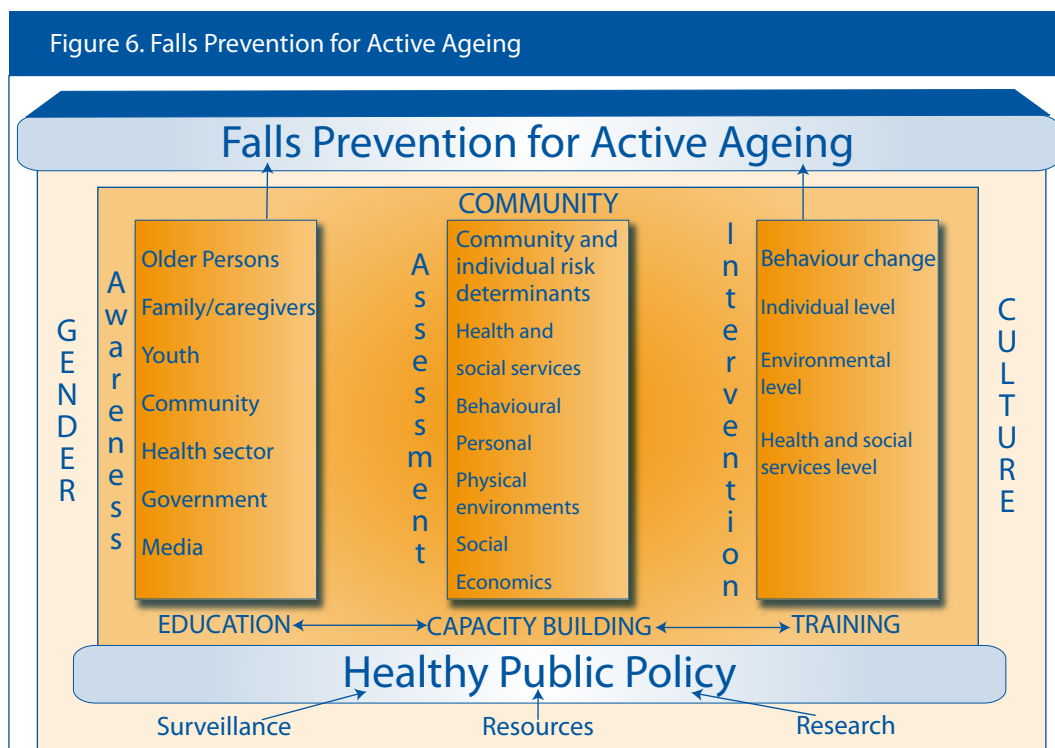 Figure 6. Falls Prevention for Active Ageing
Falls Prevention for Active Ageing
GENDER
COMMUNITY
Awareness
Older Persons
Family/caregivers
Youth
Community
Health sector
Government
Media
Assessment
Community and
individual risk
determinants
Health and
social services
Behavioural
Personal
Physical
environments
Social
Economics
Intervention
Behaviour change
Individual level
Environmental
level
Health and social
services level
CULTURE
EDUCATION
CAPACITY BUILDING
TRAINING
Healthy Public Policy
Surveillance
Resources
Research